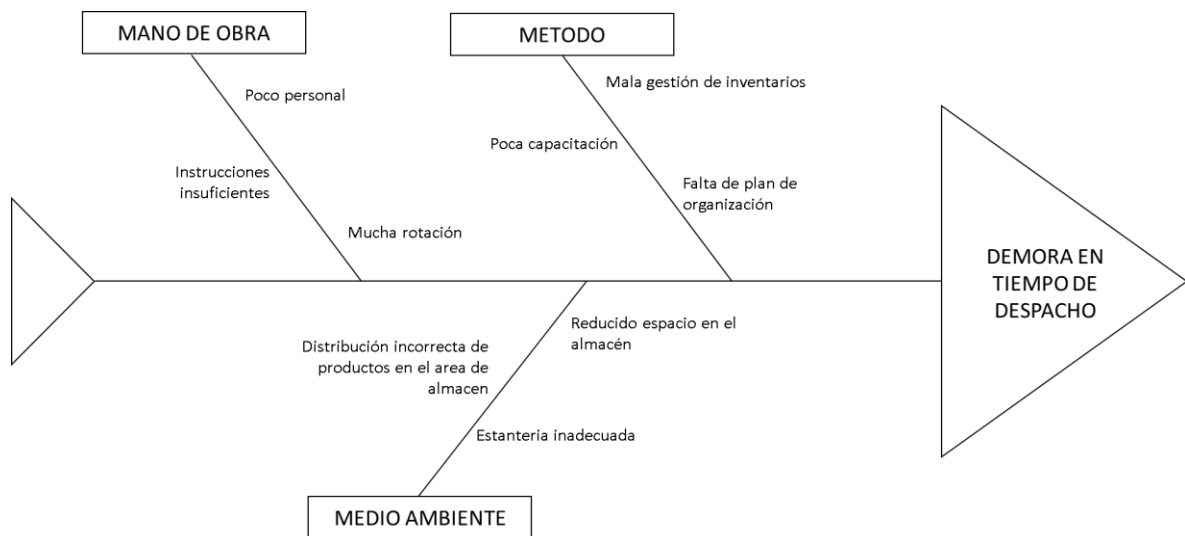 MANO DE OBRA
METODO
Poco personal
Mala gestión de inventarios
Instrucciones
insuficientes
Poca capacitación
Mucha rotación
Falta de plan de
organización
DEMORA EN
TIEMPO DE
DESPACHO
Distribución incorrecta de
productos en el area de
almacen
Reducido espacio en el
almacén
Estanteria inadecuada
MEDIO AMBIENTE